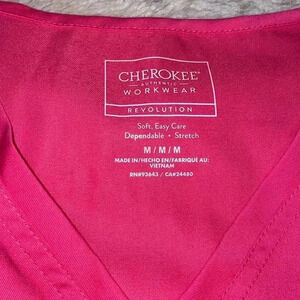 CHEROKEE®
AUTHENTIC
WORKWEAR
REVOLUTION
Soft, Easy Care
Dependable • Stretch
M / M / M
MADE IN/HECHO EN/FABRIQUÉ AU:
VIETNAM
RN#93643 / CA#24480